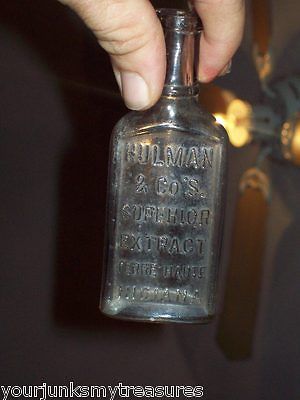 HULMAN
& CO'S.
SUPERIOR
EXTRACT
TERRE HAUTE
INDIANA
yourjunksmytreasures